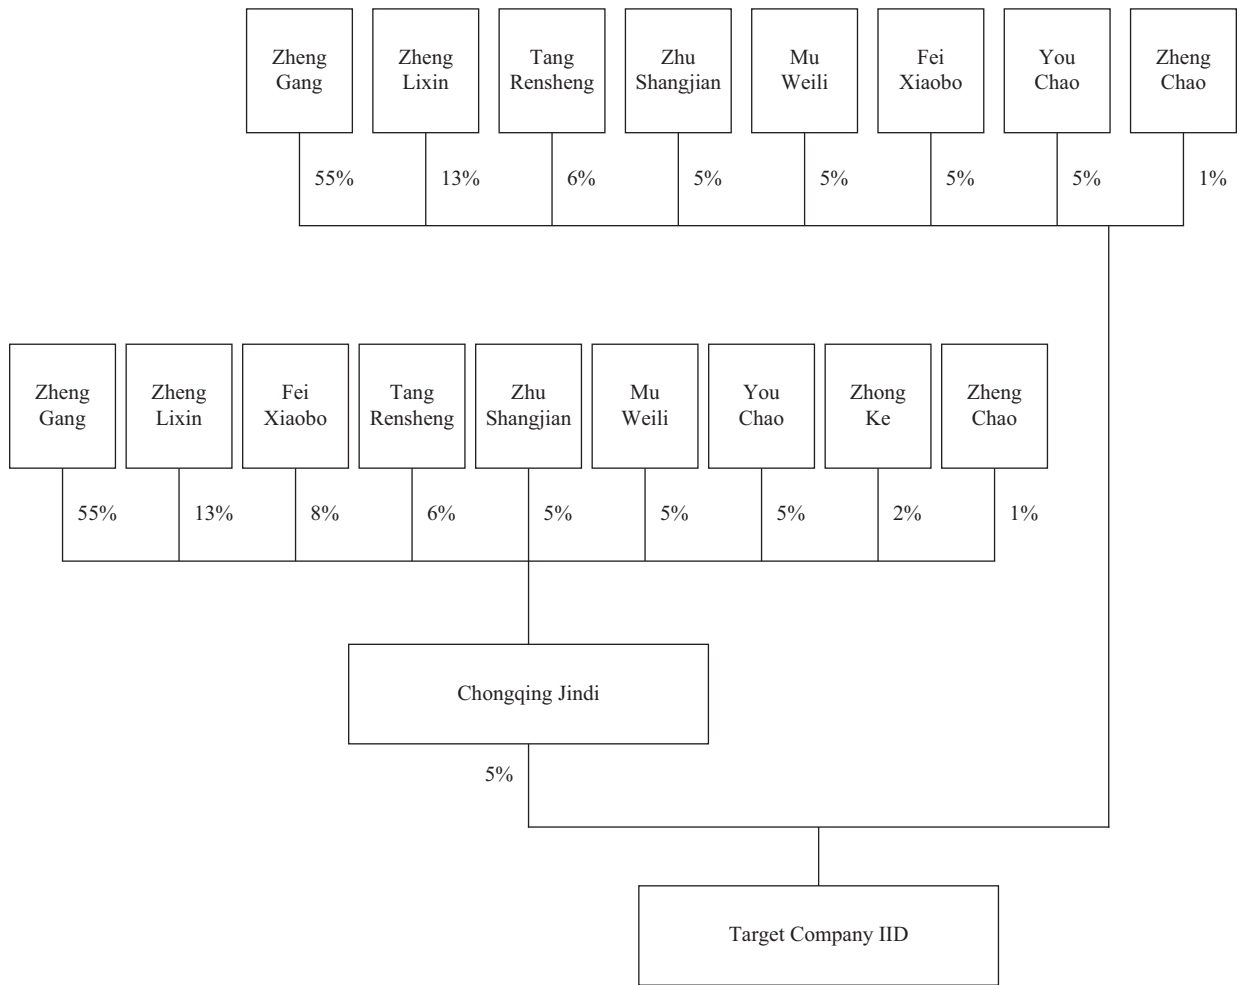 Zheng
Gang
Zheng
Lixin
Tang
Rensheng
Zhu
Shangjian
Mu
Weili
Fei
Xiaobo
You
Chao
Zheng
Chao
55%
13%
6%
5%
5%
5%
5%
1%
Zheng
Gang
Zheng
Lixin
Fei
Xiaobo
Tang
Rensheng
Zhu
Shangjian
Mu
Weili
You
Chao
Zhong
Ke
Zheng
Chao
55%
13%
8%
6%
5%
5%
5%
2%
1%
Chongqing Jindi
5%
Target Company IID